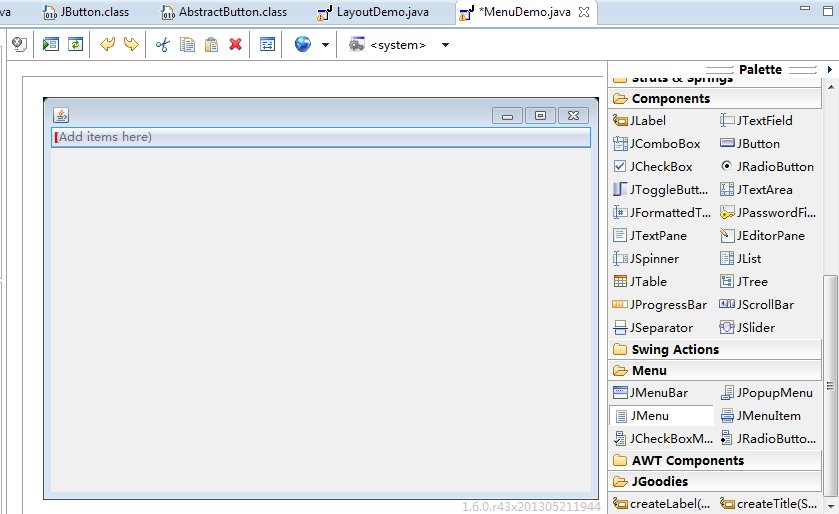 va
JButton.class
AbstractButton.class
LayoutDemo.java
*MenuDemo.java
<system>
Palette
Struts & Springs
Components
JLabel
JTextField
JComboBox
JButton
JCheckBox
JRadioButton
JToggleButt...
JTextArea
JFormattedT...
JPasswordFi...
JTextPane
JEditorPane
JSpinner
JList
JTable
JTree
JProgressBar
JScrollBar
JSeparator
JSlider
Swing Actions
Menu
JMenuBar
JPopupMenu
JMenu
JMenuItem
JCheckBoxM...
JRadioButto...
AWT Components
JGoodies
createLabel(...
createTitle(S...
(Add items here)
1.6.0.r43x201305211944